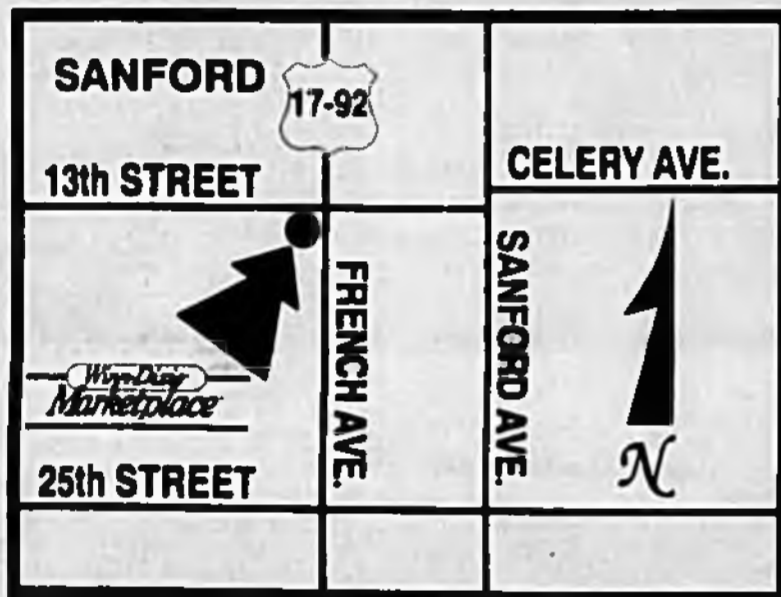 SANFORD
17-92
13th STREET
CELERY AVE.
FRENCH AVE.
SANFORD AVE.
Winn Dixie
Marketplace
25th STREET
N